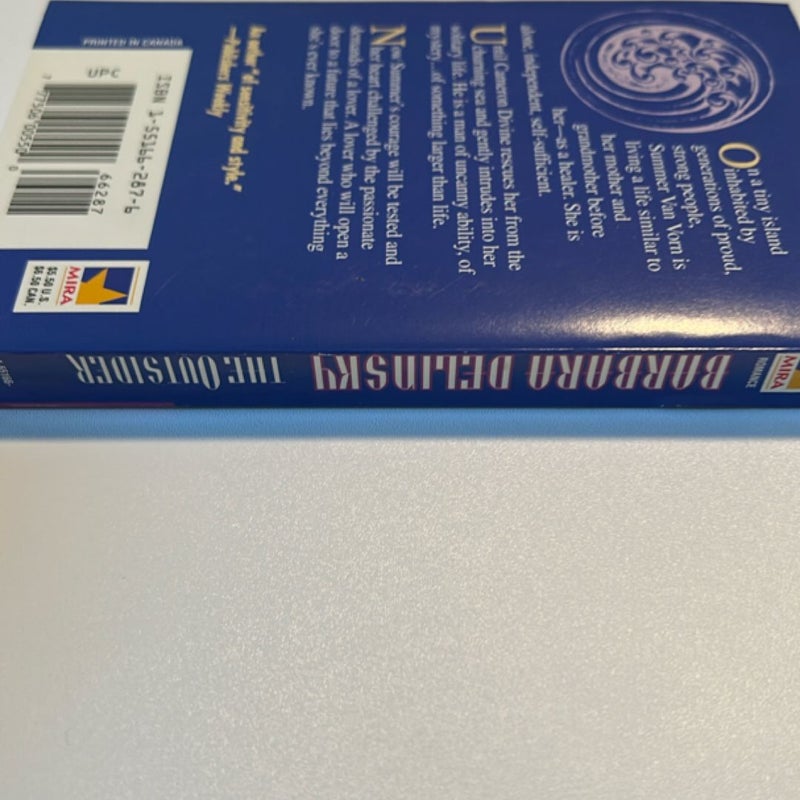 On a tiny island
inhabited by
generations of proud,
strong people,
Summer Van Vorn is
living a life similar to
her mother and
grandmother before
her—as a healer. She is
alone, independent, self-sufficient.
Until Cameron Divine rescues her from the
churning sea and gently intrudes into her
solitary life. He is a man of uncanny ability, of
mystery…of something larger than life.
Now Summer's courage will be tested and
her heart challenged by the passionate
demands of a lover. A lover who will open a
door to a future that lies beyond everything
she's ever known.
An author "of sensitivity and style."
—Publishers Weekly
PRINTED IN CANADA
UPC
ISBN 1-55166-287-6
66287
MIRA
$5.50 U.S.
$6.50 CAN.
MIRA
ROMANCE
BARBARA DELINSKY
THE OUTSIDER